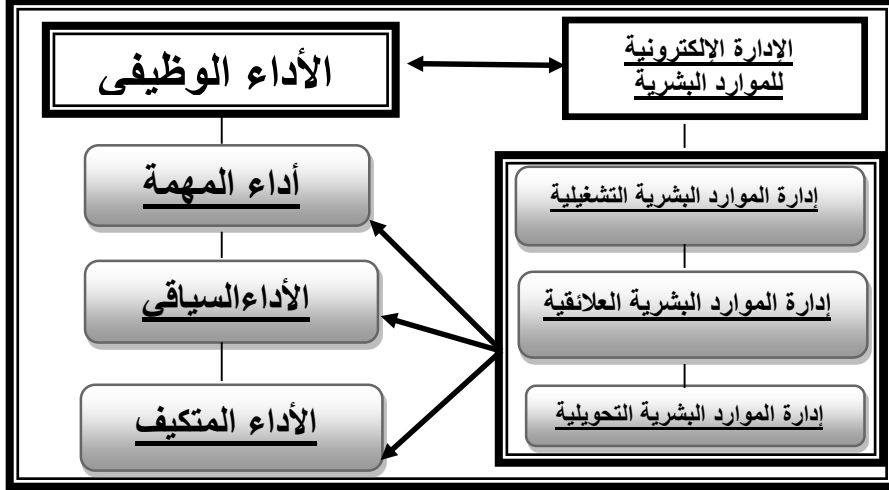 الإدارة الإلكترونية
للموارد البشرية
الأداء الوظيفى
إدارة الموارد البشرية التشغيلية
إدارة الموارد البشرية العلائقية
إدارة الموارد البشرية التحويلية
أداء المهمة
الأداءالسياقي
الأداء المتكيف